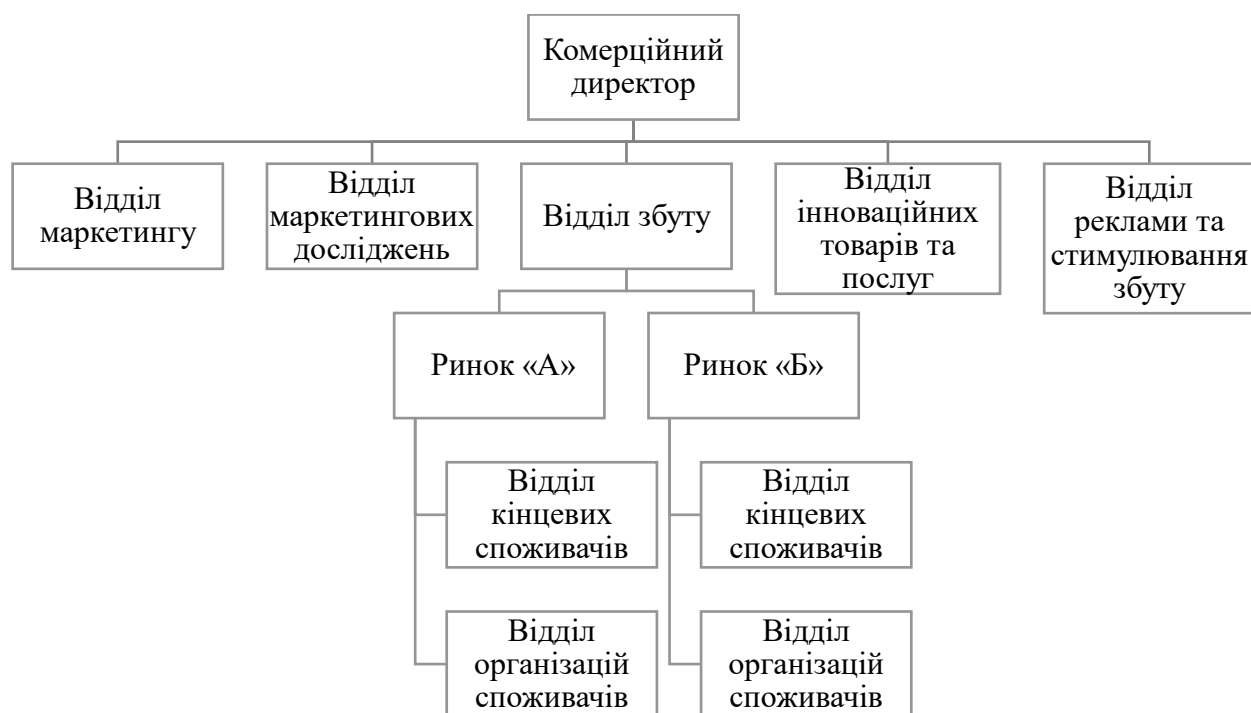 Комерційний
директор
Відділ
маркетингу
Відділ
маркетингових
досліджень
Відділ збуту
Відділ
інноваційних
товарів та
послуг
Відділ
реклами та
стимулювання
збуту
Ринок «А»
Ринок «Б»
Відділ
кінцевих
споживачів
Відділ
кінцевих
споживачів
Відділ
організацій
споживачів
Відділ
організацій
споживачів